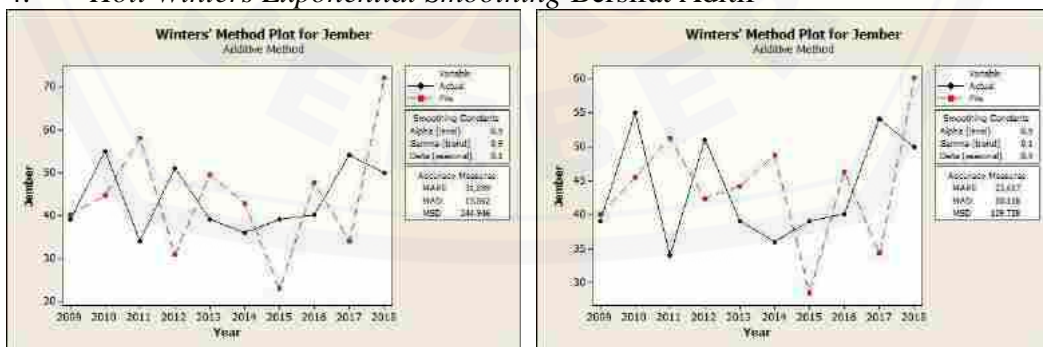 Holt Winters Exponential Smoothing Bersifat Aditif
Winters' Method Plot for Jember
Additive Method
70
60
50
40
30
20
Jember
2009 2010 2011 2012 2013 2014 2015 2016 2017 2018
Year
Variable
Actual
Fits
Smoothing Constants
Alpha (level)
Gamma (trend)
Delta (seasonal)
Accuracy Measures
MAPE
MAD
MSD
Winters' Method Plot for Jember
Additive Method
60
55
50
45
40
35
30
Jember
2009 2010 2011 2012 2013 2014 2015 2016 2017 2018
Year
Variable
Actual
Fits
Smoothing Constants
Alpha (level)
Gamma (trend)
Delta (seasonal)
Accuracy Measures
MAPE
MAD
MSD